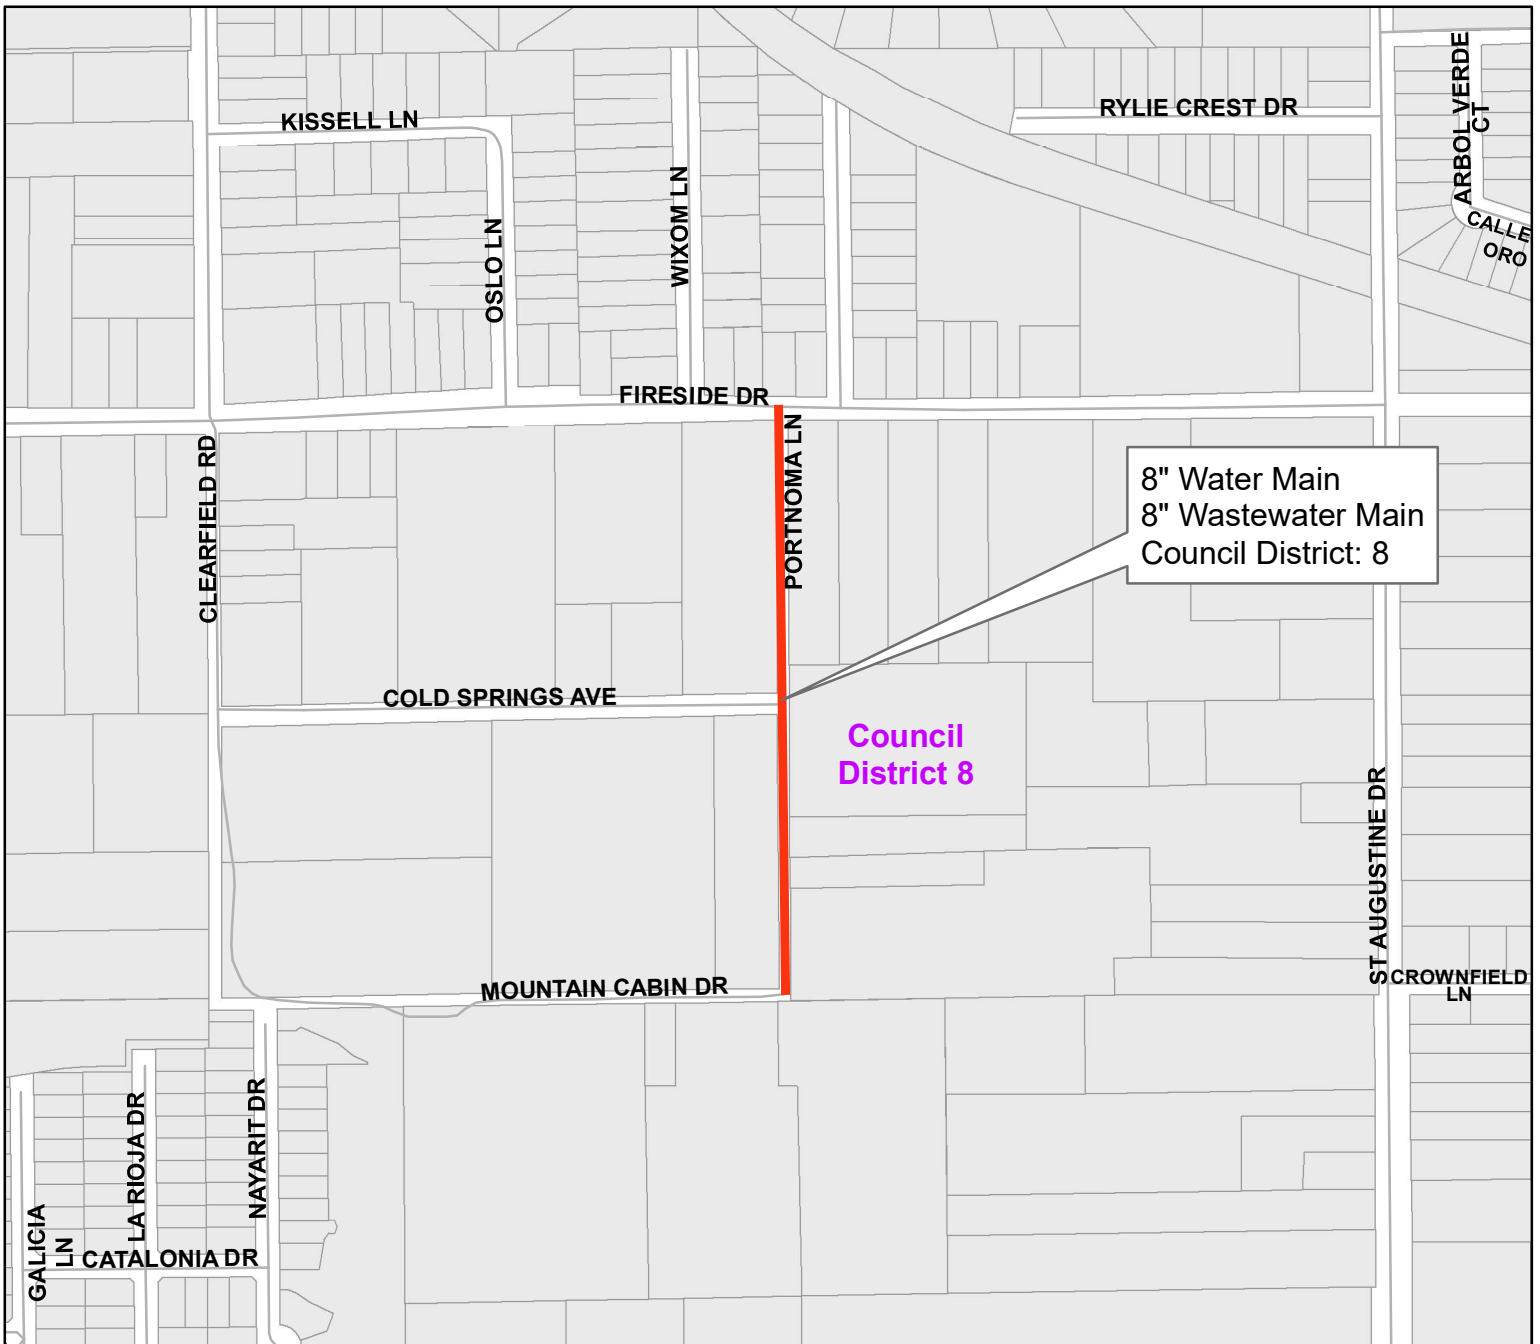 KISSELL LN
RYLIE CREST DR
ARBOL VERDE
CT
CALLE
ORO
OSLO LN
WIXOM LN
FIRESIDE DR
CLEARFIELD RD
PORTNOMA LN
8" Water Main
8" Wastewater Main
Council District: 8
COLD SPRINGS AVE
Council
District 8
ST AUGUSTINE DR
MOUNTAIN CABIN DR
CROWNFIELD
LN
GALICIA
LN
LA RIOJA DR
NAYARIT DR
CATALONIA DR